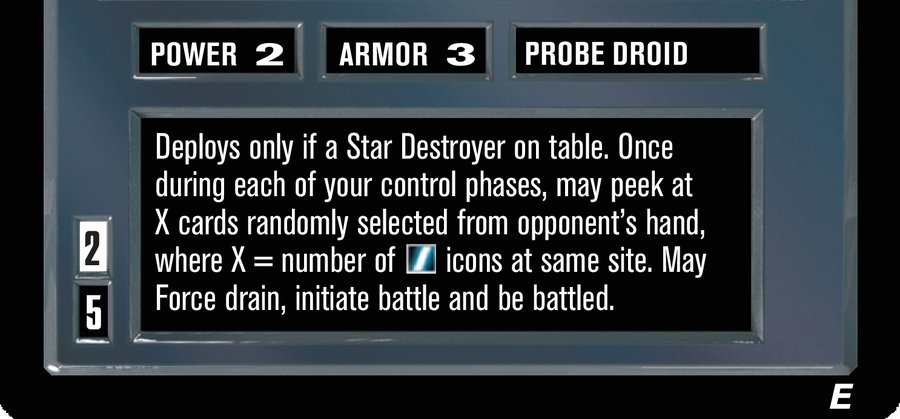 POWER 2 ARMOR 3 PROBE DROID
Deploys only if a Star Destroyer on table. Once
during each of your control phases, may peek at
X cards randomly selected from opponent's hand,
where X = number of icons at same site. May
Force drain, initiate battle and be battled.
2
5
E